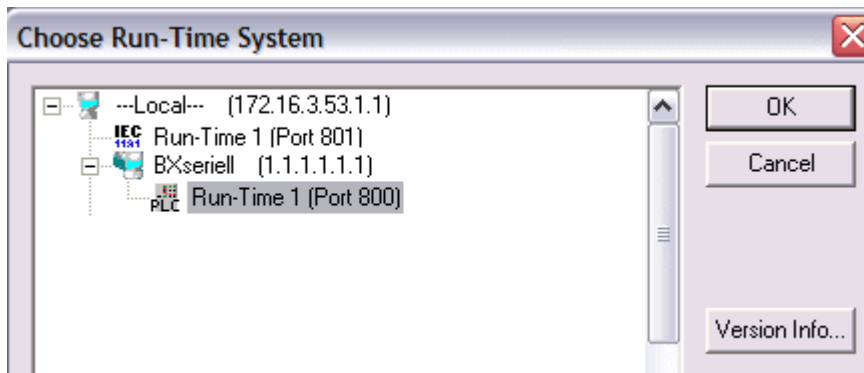 Choose Run-Time System
---Local--- (172.16.3.53.1.1)
IEC
1131
Run-Time 1 (Port 801)
BXseriell (1.1.1.1.1.1)
PLC
Run-Time 1 (Port 800)
OK
Cancel
Version Info...